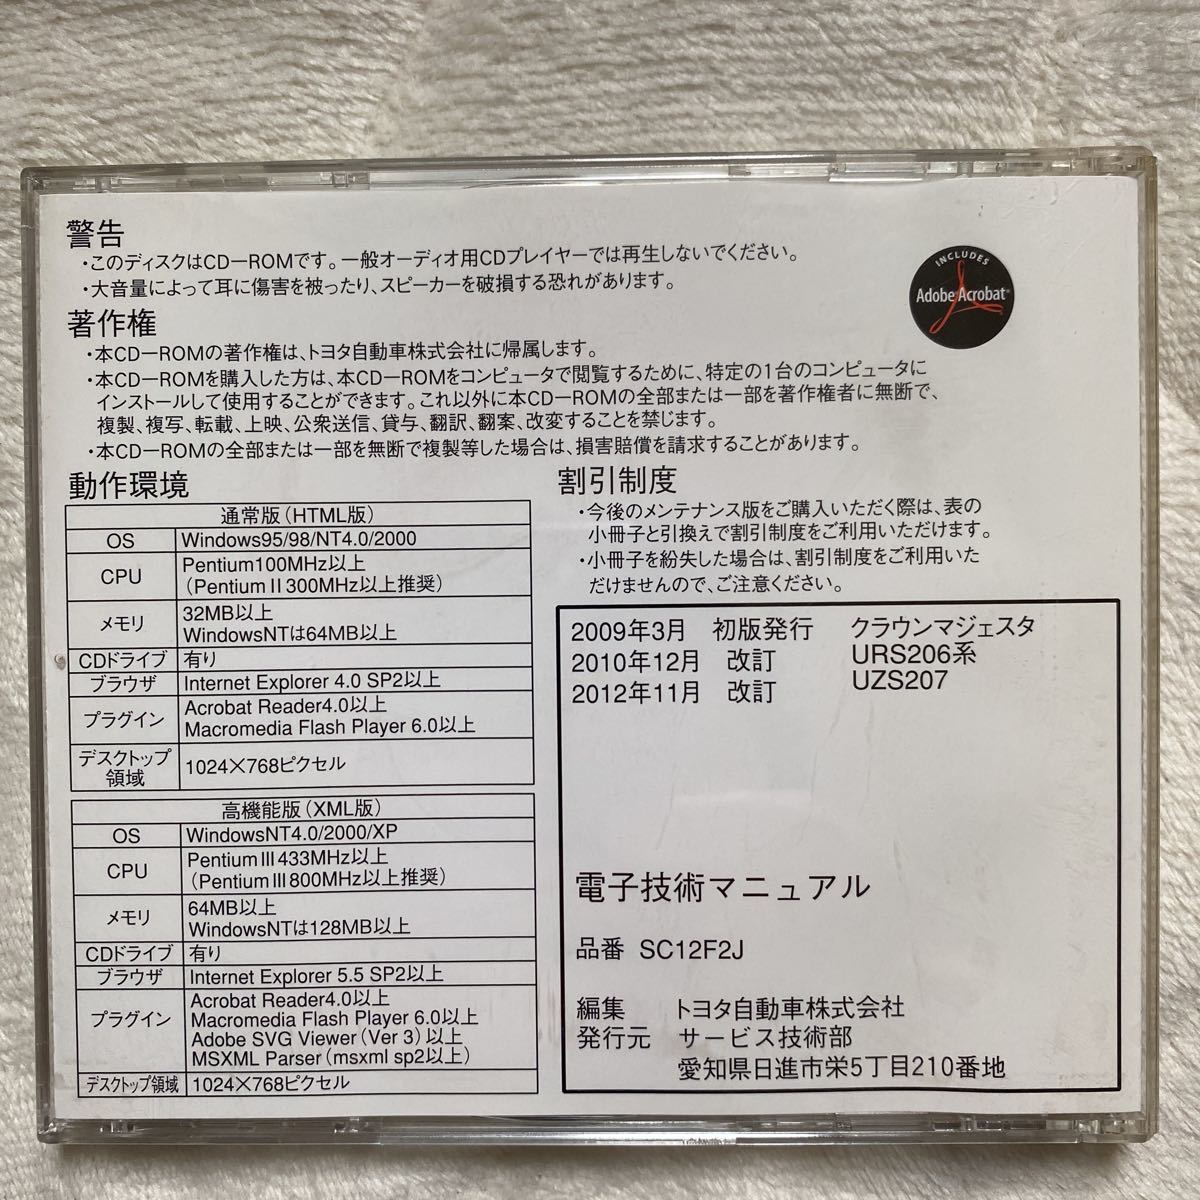 警告
・このディスクはCD－ROMです。一般オーディオ用CDプレイヤーでは再生しないでください。
・大音量によって耳に傷害を被ったり、スピーカーを破損する恐れがあります。
INCLUDES
Adobe Acrobat
著作権
・本CD－ROMの著作権は、トヨタ自動車株式会社に帰属します。
・本CD－ROMを購入した方は、本CD－ROMをコンピュータで閲覧するために、特定の1台のコンピュータに
インストールして使用することができます。これ以外に本CD－ROMの全部または一部を著作権者に無断で、
複製、複写、転載、上映、公衆送信、貸与、翻訳、翻案、改変することを禁じます。
・本CD－ROMの全部または一部を無断で複製等した場合は、損害賠償を請求することがあります。
動作環境
通常版（HTML版）
OS Windows95/98/NT4.0/2000
CPU Pentium100MHz以上
（PentiumⅡ300MHz以上推奨）
メモリ 32MB以上
WindowsNTは64MB以上
CDドライブ 有り
ブラウザ Internet Explorer 4.0 SP2以上
プラグイン Acrobat Reader4.0以上
Macromedia Flash Player 6.0以上
デスクトップ
領域 1024×768ピクセル
高機能版（XML版）
OS WindowsNT4.0/2000/XP
CPU PentiumⅢ433MHz以上
（PentiumⅢ800MHz以上推奨）
メモリ 64MB以上
WindowsNTは128MB以上
CDドライブ 有り
ブラウザ Internet Explorer 5.5 SP2以上
プラグイン Acrobat Reader4.0以上
Macromedia Flash Player 6.0以上
Adobe SVG Viewer（Ver 3）以上
MSXML Parser（msxml sp2以上）
デスクトップ領域 1024×768ピクセル
割引制度
・今後のメンテナンス版をご購入いただく際は、表の
小冊子と引換えで割引制度をご利用いただけます。
・小冊子を紛失した場合は、割引制度をご利用いた
だけませんので、ご注意ください。
2009年3月 初版発行 クラウンマジェスタ
2010年12月 改訂 URS206系
2012年11月 改訂 UZS207
電子技術マニュアル
品番 SC12F2J
編集 トヨタ自動車株式会社
発行元 サービス技術部
愛知県日進市栄5丁目210番地